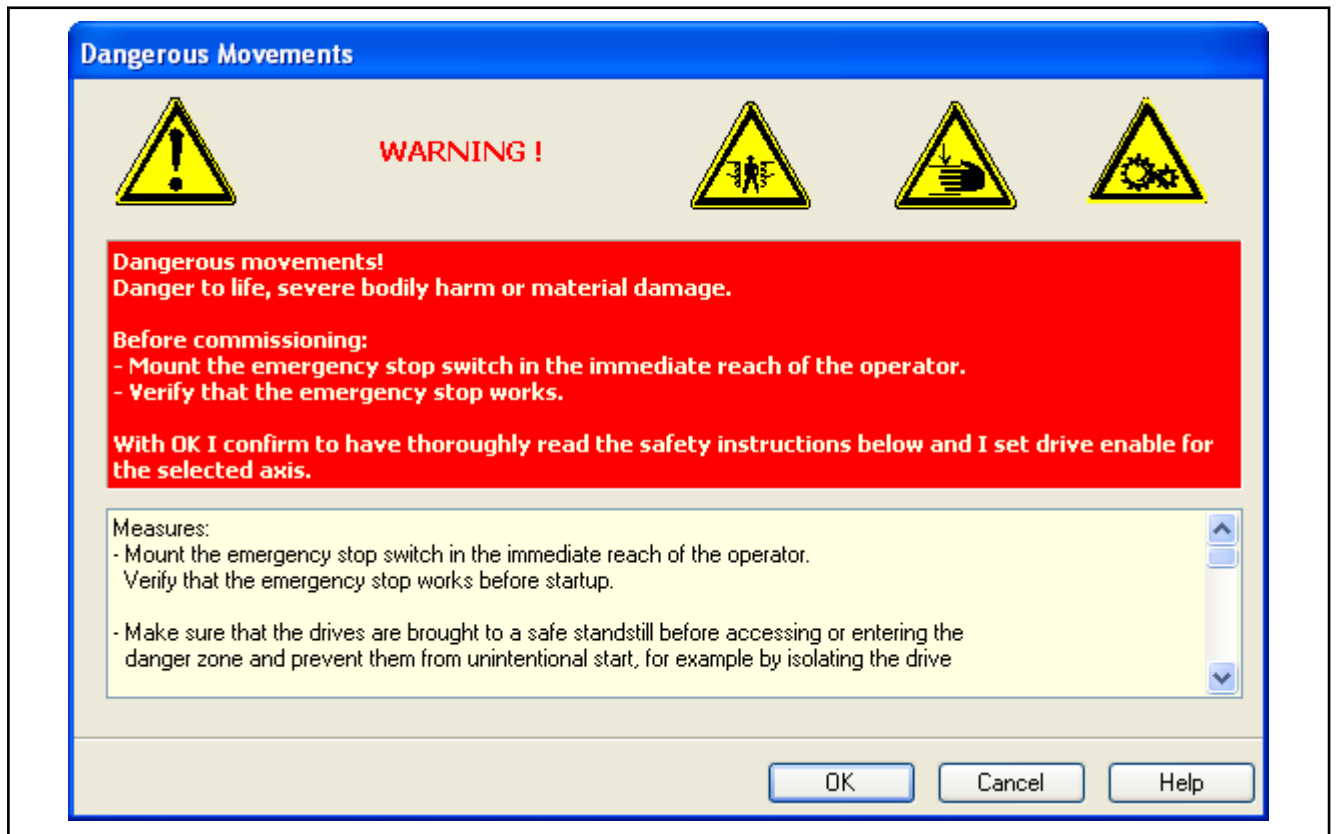 Dangerous Movements
WARNING !
Dangerous movements!
Danger to life, severe bodily harm or material damage.
Before commissioning:
- Mount the emergency stop switch in the immediate reach of the operator.
- Verify that the emergency stop works.
With OK I confirm to have thoroughly read the safety instructions below and I set drive enable for
the selected axis.
Measures:
- Mount the emergency stop switch in the immediate reach of the operator.
Verify that the emergency stop works before startup.
- Make sure that the drives are brought to a safe standstill before accessing or entering the
danger zone and prevent them from unintentional start, for example by isolating the drive
OK Cancel Help